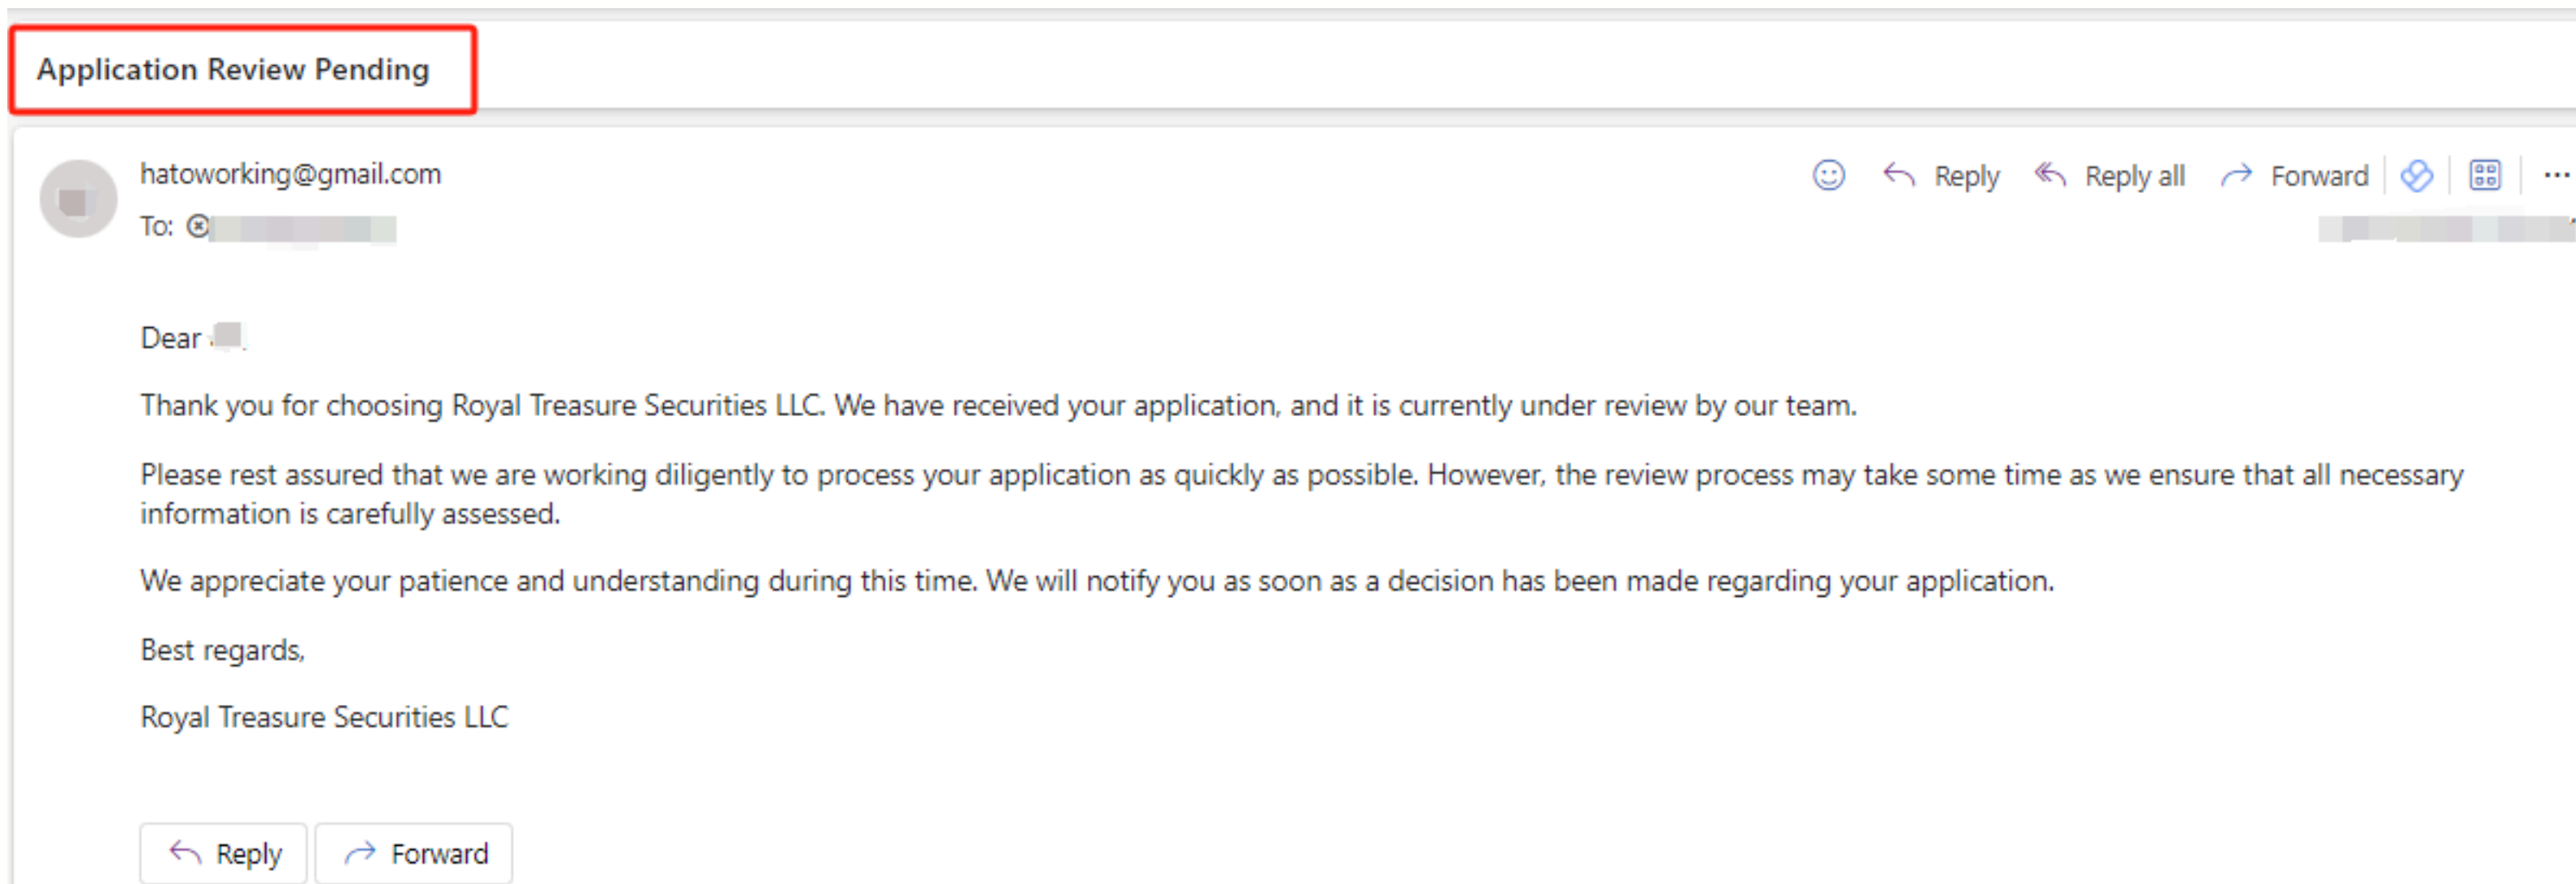 Application Review Pending
hatoworking@gmail.com
Reply
Reply all
Forward
To:
Dear
Thank you for choosing Royal Treasure Securities LLC. We have received your application, and it is currently under review by our team.
Please rest assured that we are working diligently to process your application as quickly as possible. However, the review process may take some time as we ensure that all necessary
information is carefully assessed.
We appreciate your patience and understanding during this time. We will notify you as soon as a decision has been made regarding your application.
Best regards,
Royal Treasure Securities LLC
Reply
Forward